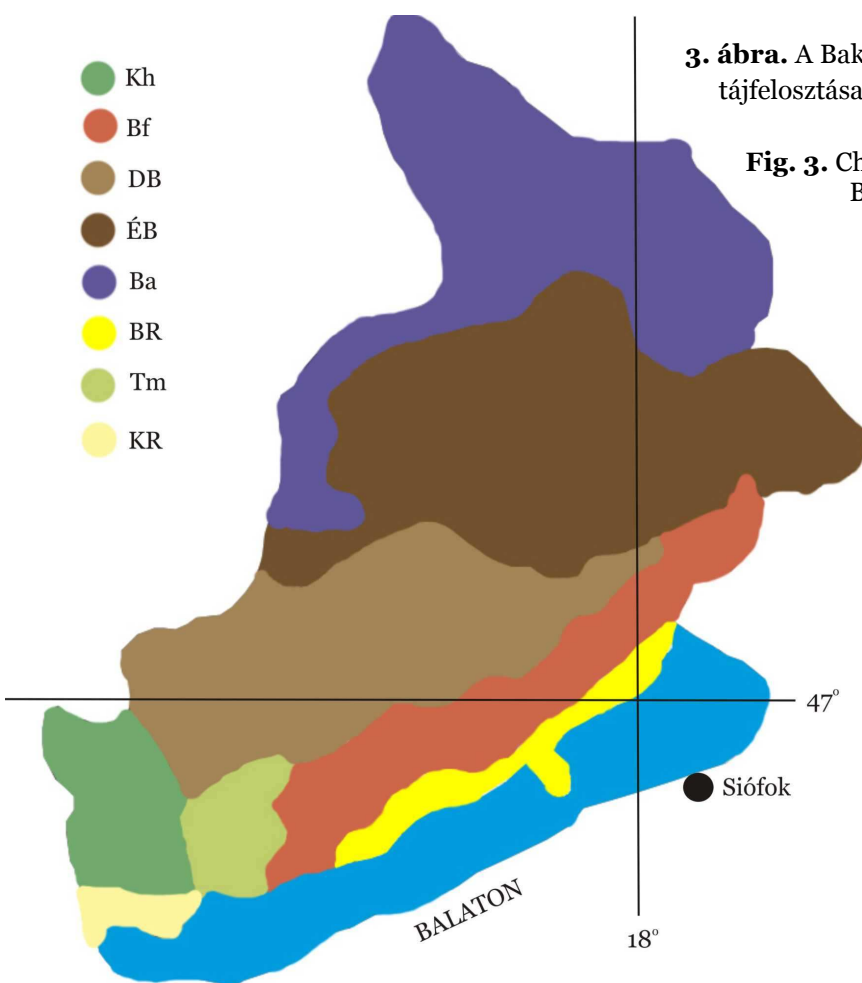 3. ábra. A Bak
tájfelosztása
Fig. 3. Ch
B
Kh
Bf
DB
ÉB
Ba
BR
Tm
KR
47°
Siófok
BALATON
18°